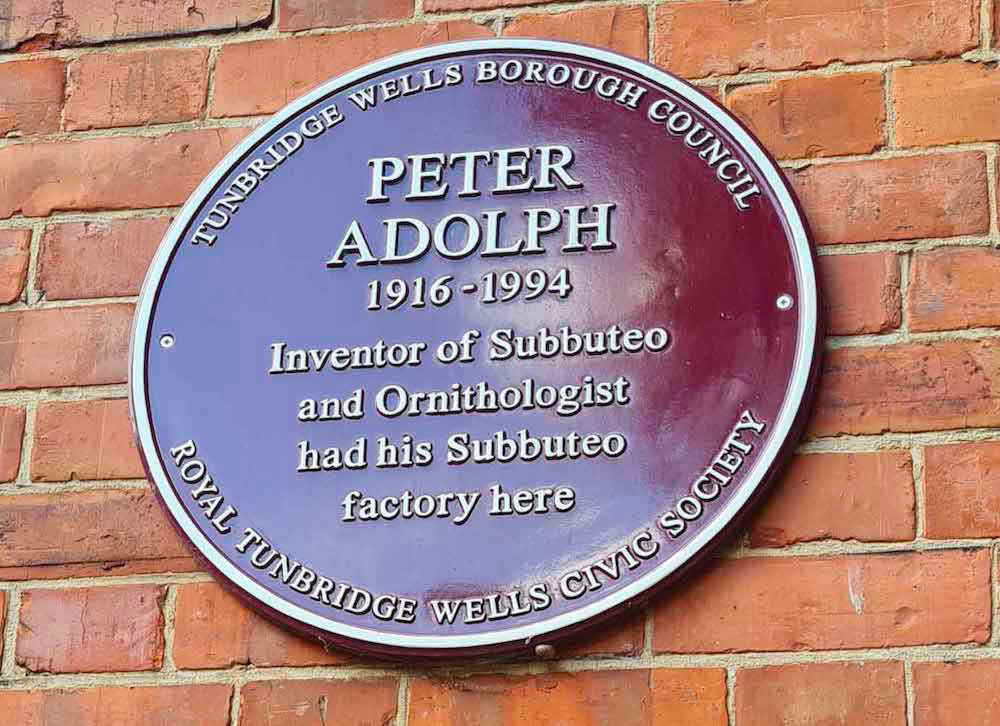 TUNBRIDGE WELLS BOROUGH COUNCIL
PETER
ADOLPH
1916 - 1994
Inventor of Subbuteo
and Ornithologist
had his Subbuteo
factory here
ROYAL TUNBRIDGE WELLS CIVIC SOCIETY